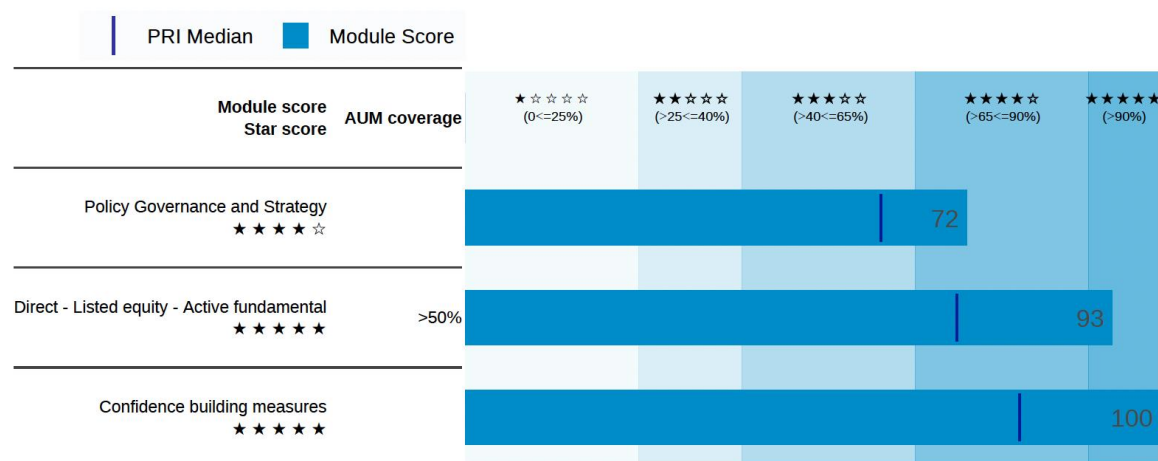 PRI Median Module Score
Module score
Star score
AUM coverage
★☆☆☆☆
(0<=25%)
★★☆☆☆
(>25<=40%)
★★★☆☆
(>40<=65%)
★★★★☆
(>65<=90%)
★★★★★
(>90%)
Policy Governance and Strategy
★★★★☆
72
Direct - Listed equity - Active fundamental
★★★★★
>50%
93
Confidence building measures
★★★★★
100